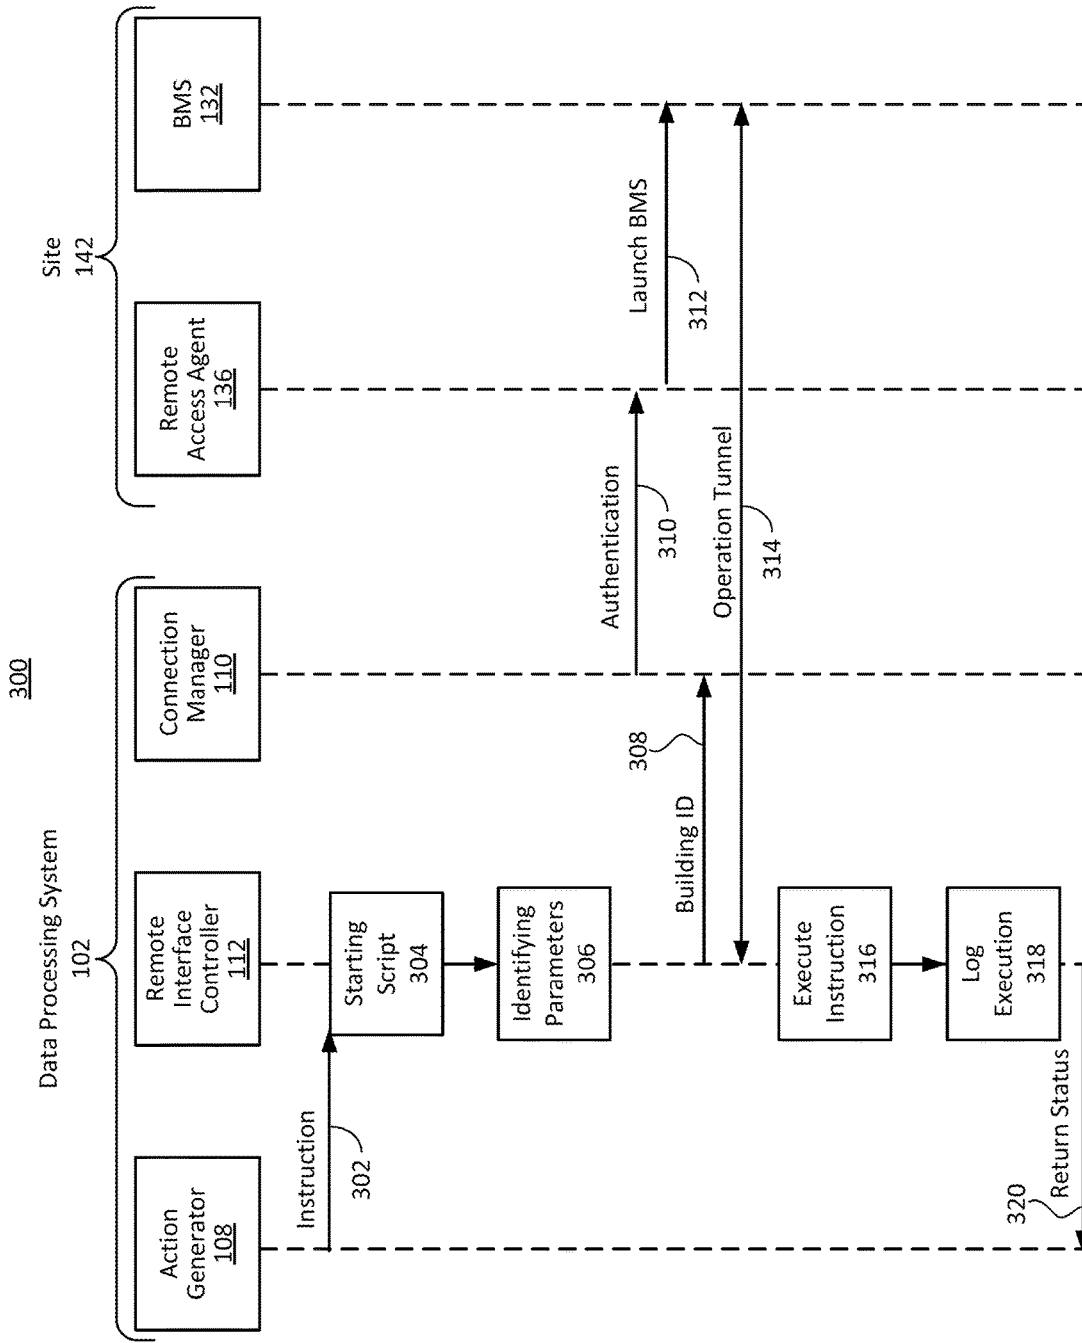 300
Data Processing System
102
Site
142
Action
Generator
108
Remote
Interface
Controller
112
Connection
Manager
110
Remote
Access Agent
136
BMS
132
Instruction
302
Starting
Script
304
Identifying
Parameters
306
Building ID
308
Authentication
310
Launch BMS
312
Operation Tunnel
314
Execute
Instruction
316
Log
Execution
318
Return Status
320